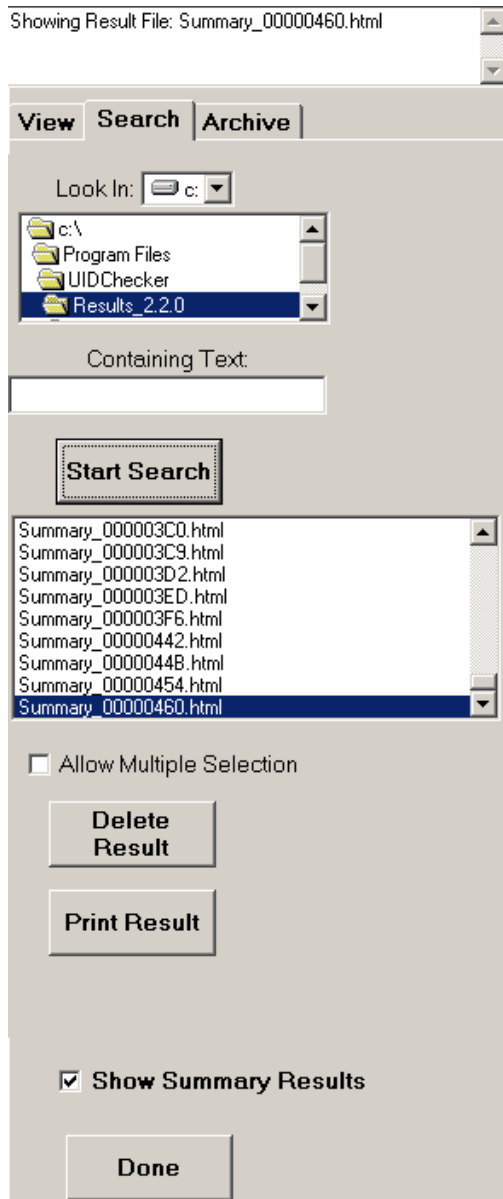 Showing Result File: Summary_00000460.html
View Search Archive
Look In: c:
c:\
Program Files
UIDChecker
Results_2.2.0
Containing Text:
Start Search
Summary_000003C0.html
Summary_000003C9.html
Summary_000003D2.html
Summary_000003ED.html
Summary_000003F6.html
Summary_00000442.html
Summary_0000044B.html
Summary_00000454.html
Summary_00000460.html
Allow Multiple Selection
Delete
Result
Print Result
Show Summary Results
Done